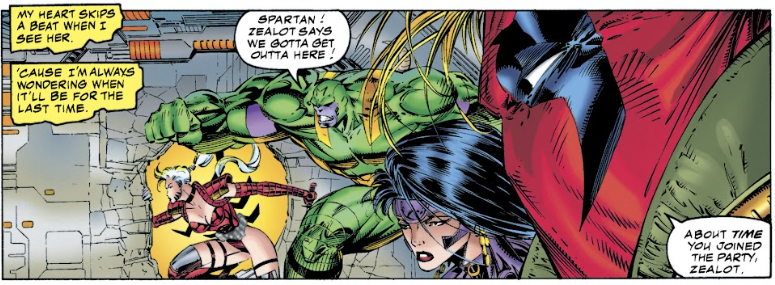 MY HEART SKIPS
A BEAT WHEN I
SEE HER.
'CAUSE I'M ALWAYS
WONDERING WHEN
IT'LL BE FOR THE
LAST TIME.
SPARTAN!
ZEALOT SAYS
WE GOTTA GET
OUTTA HERE!
ABOUT TIME
YOU JOINED
THE PARTY,
ZEALOT.